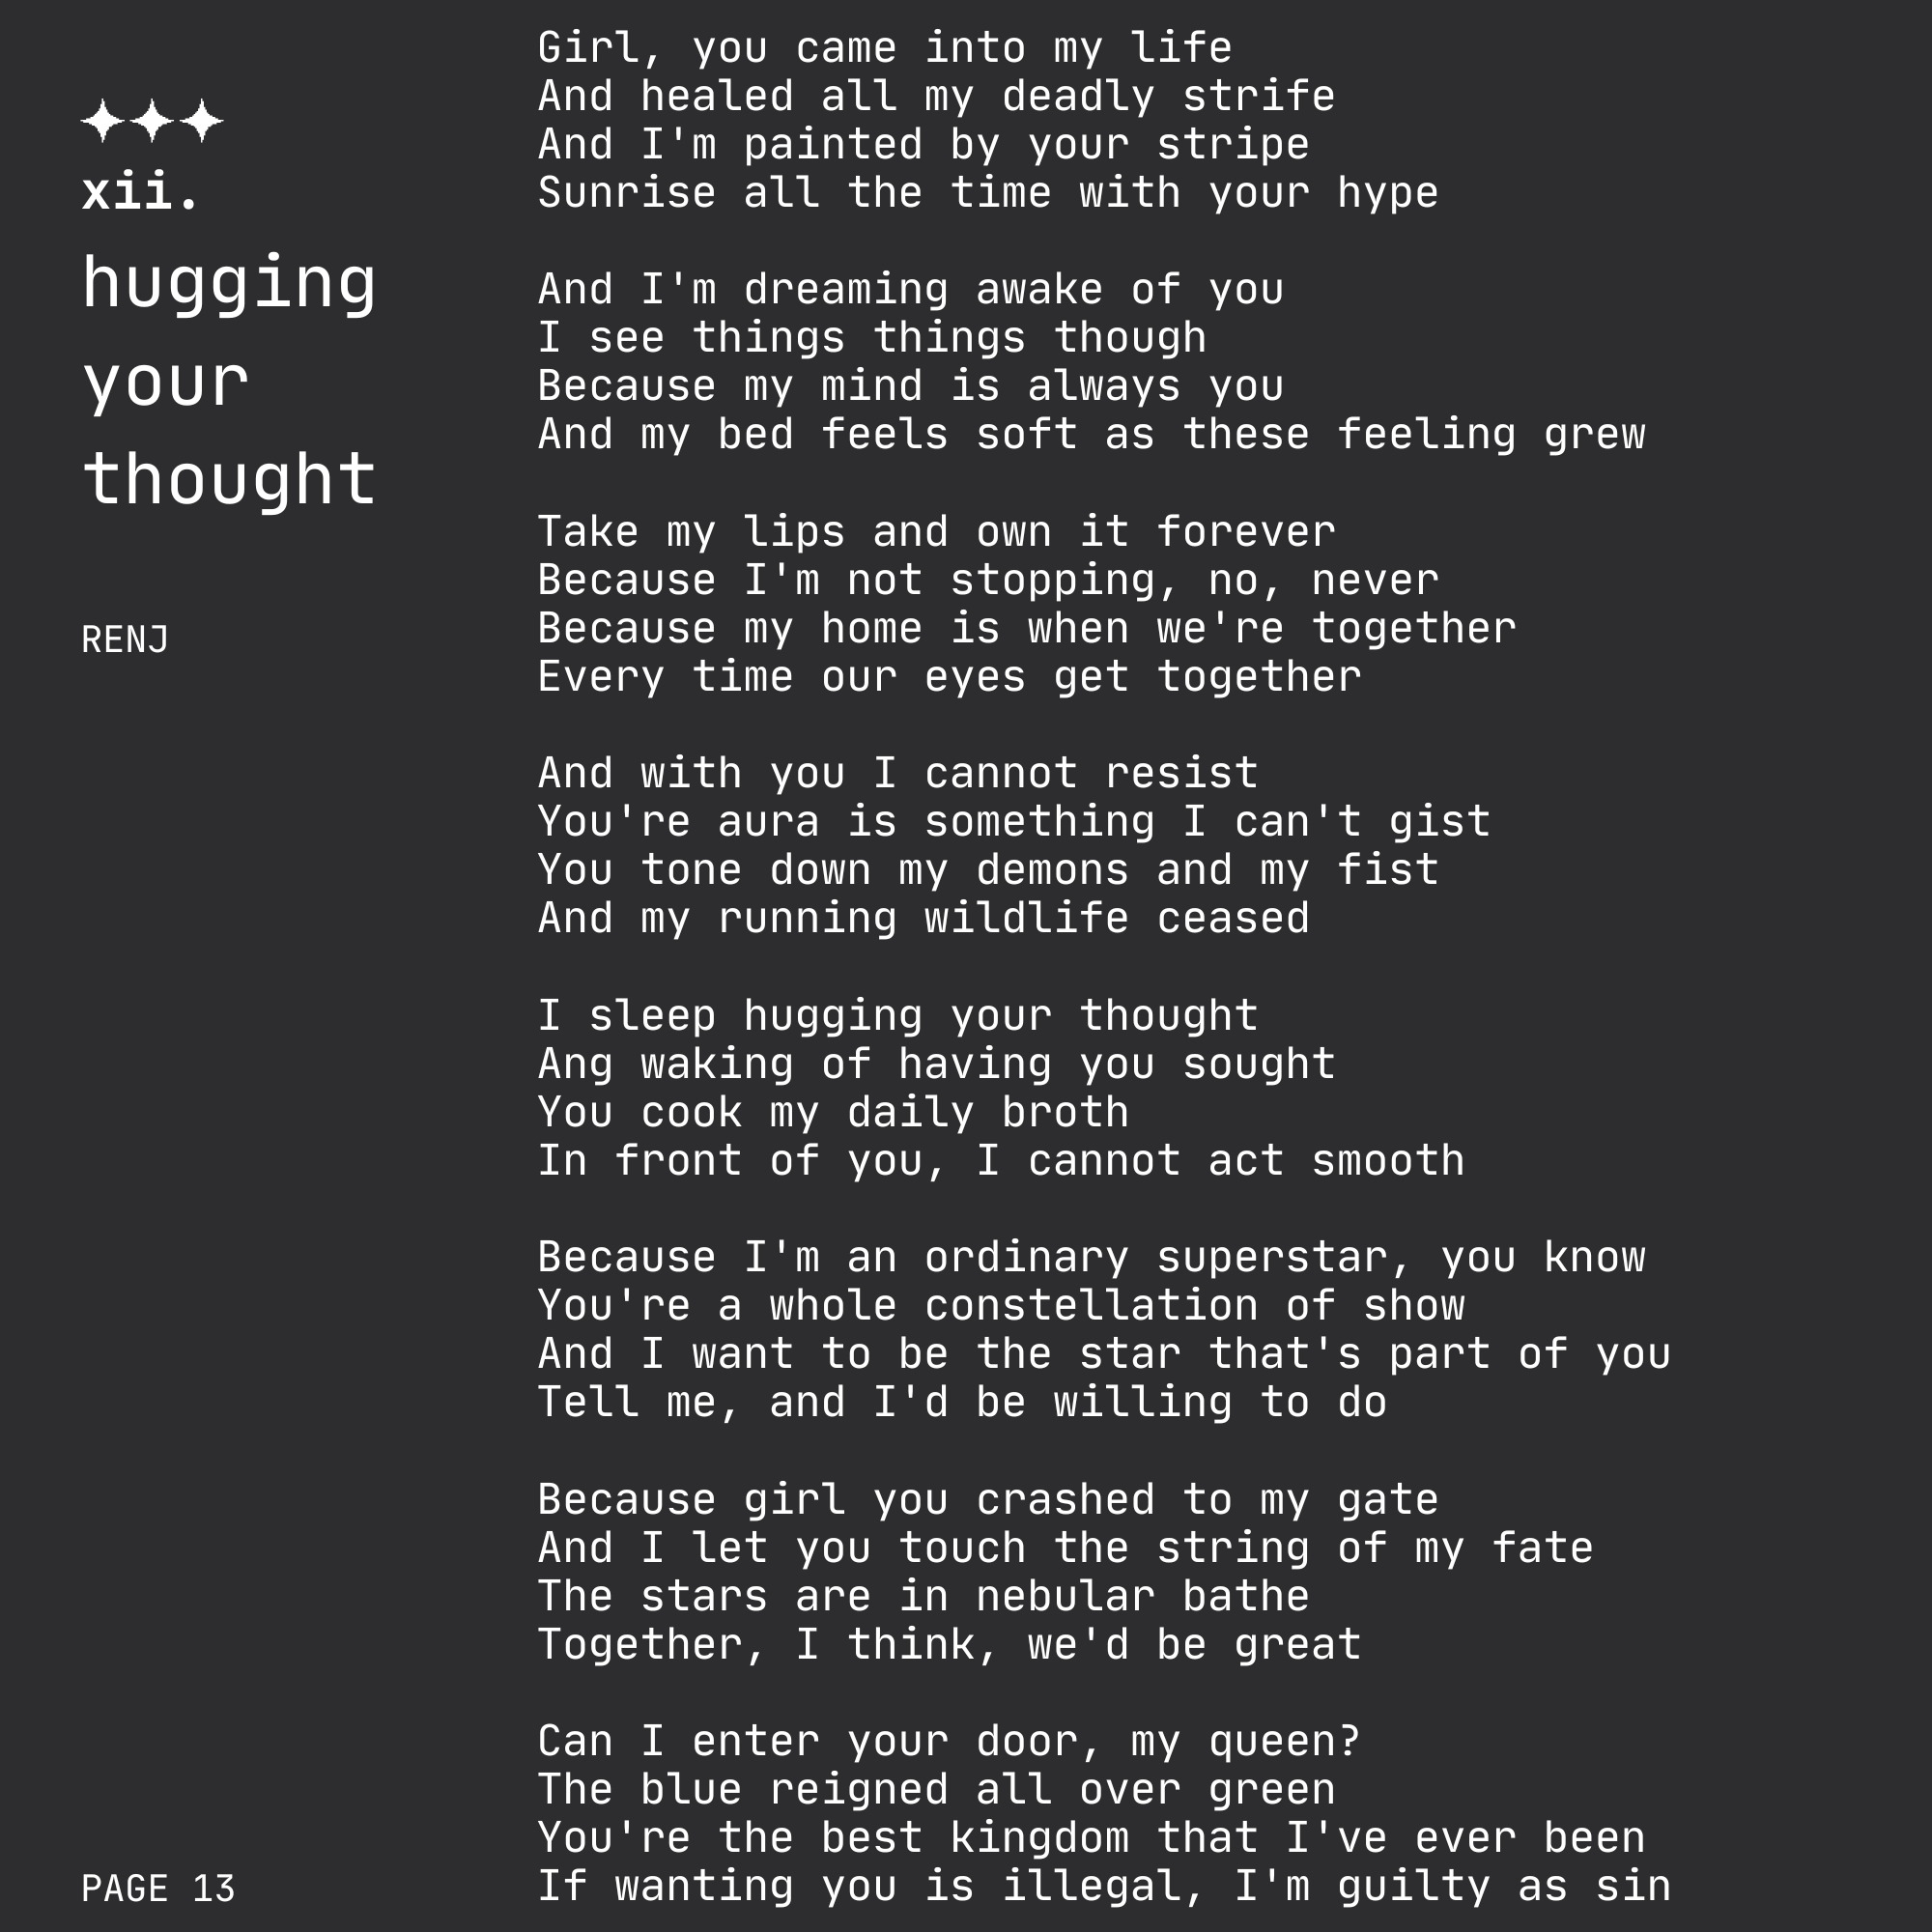 ✦✦✦
xii.
hugging
your
thought
RENJ
Girl, you came into my life
And healed all my deadly strife
And I'm painted by your stripe
Sunrise all the time with your hype
And I'm dreaming awake of you
I see things things though
Because my mind is always you
And my bed feels soft as these feeling grew
Take my lips and own it forever
Because I'm not stopping, no, never
Because my home is when we're together
Every time our eyes get together
And with you I cannot resist
You're aura is something I can't gist
You tone down my demons and my fist
And my running wildlife ceased
I sleep hugging your thought
Ang waking of having you sought
You cook my daily broth
In front of you, I cannot act smooth
Because I'm an ordinary superstar, you know
You're a whole constellation of show
And I want to be the star that's part of you
Tell me, and I'd be willing to do
Because girl you crashed to my gate
And I let you touch the string of my fate
The stars are in nebular bathe
Together, I think, we'd be great
Can I enter your door, my queen?
The blue reigned all over green
You're the best kingdom that I've ever been
If wanting you is illegal, I'm guilty as sin
PAGE 13